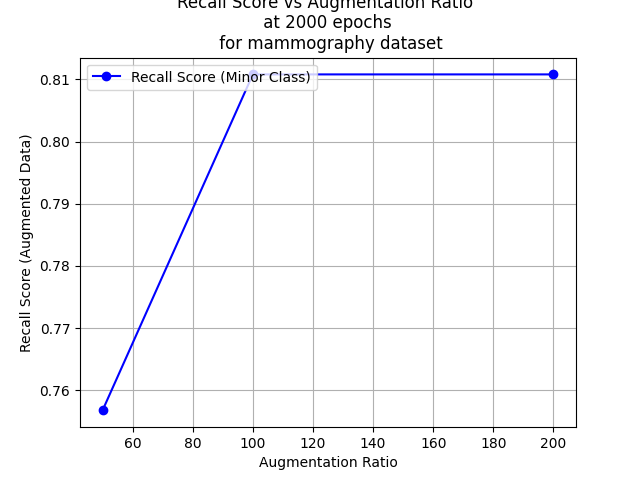 Recall Score vs Augmentation Ratio
at 2000 epochs
for mammography dataset
Recall Score (Minor Class)
Recall Score (Augmented Data)
0.81
0.80
0.79
0.78
0.77
0.76
60 80 100 120 140 160 180 200
Augmentation Ratio